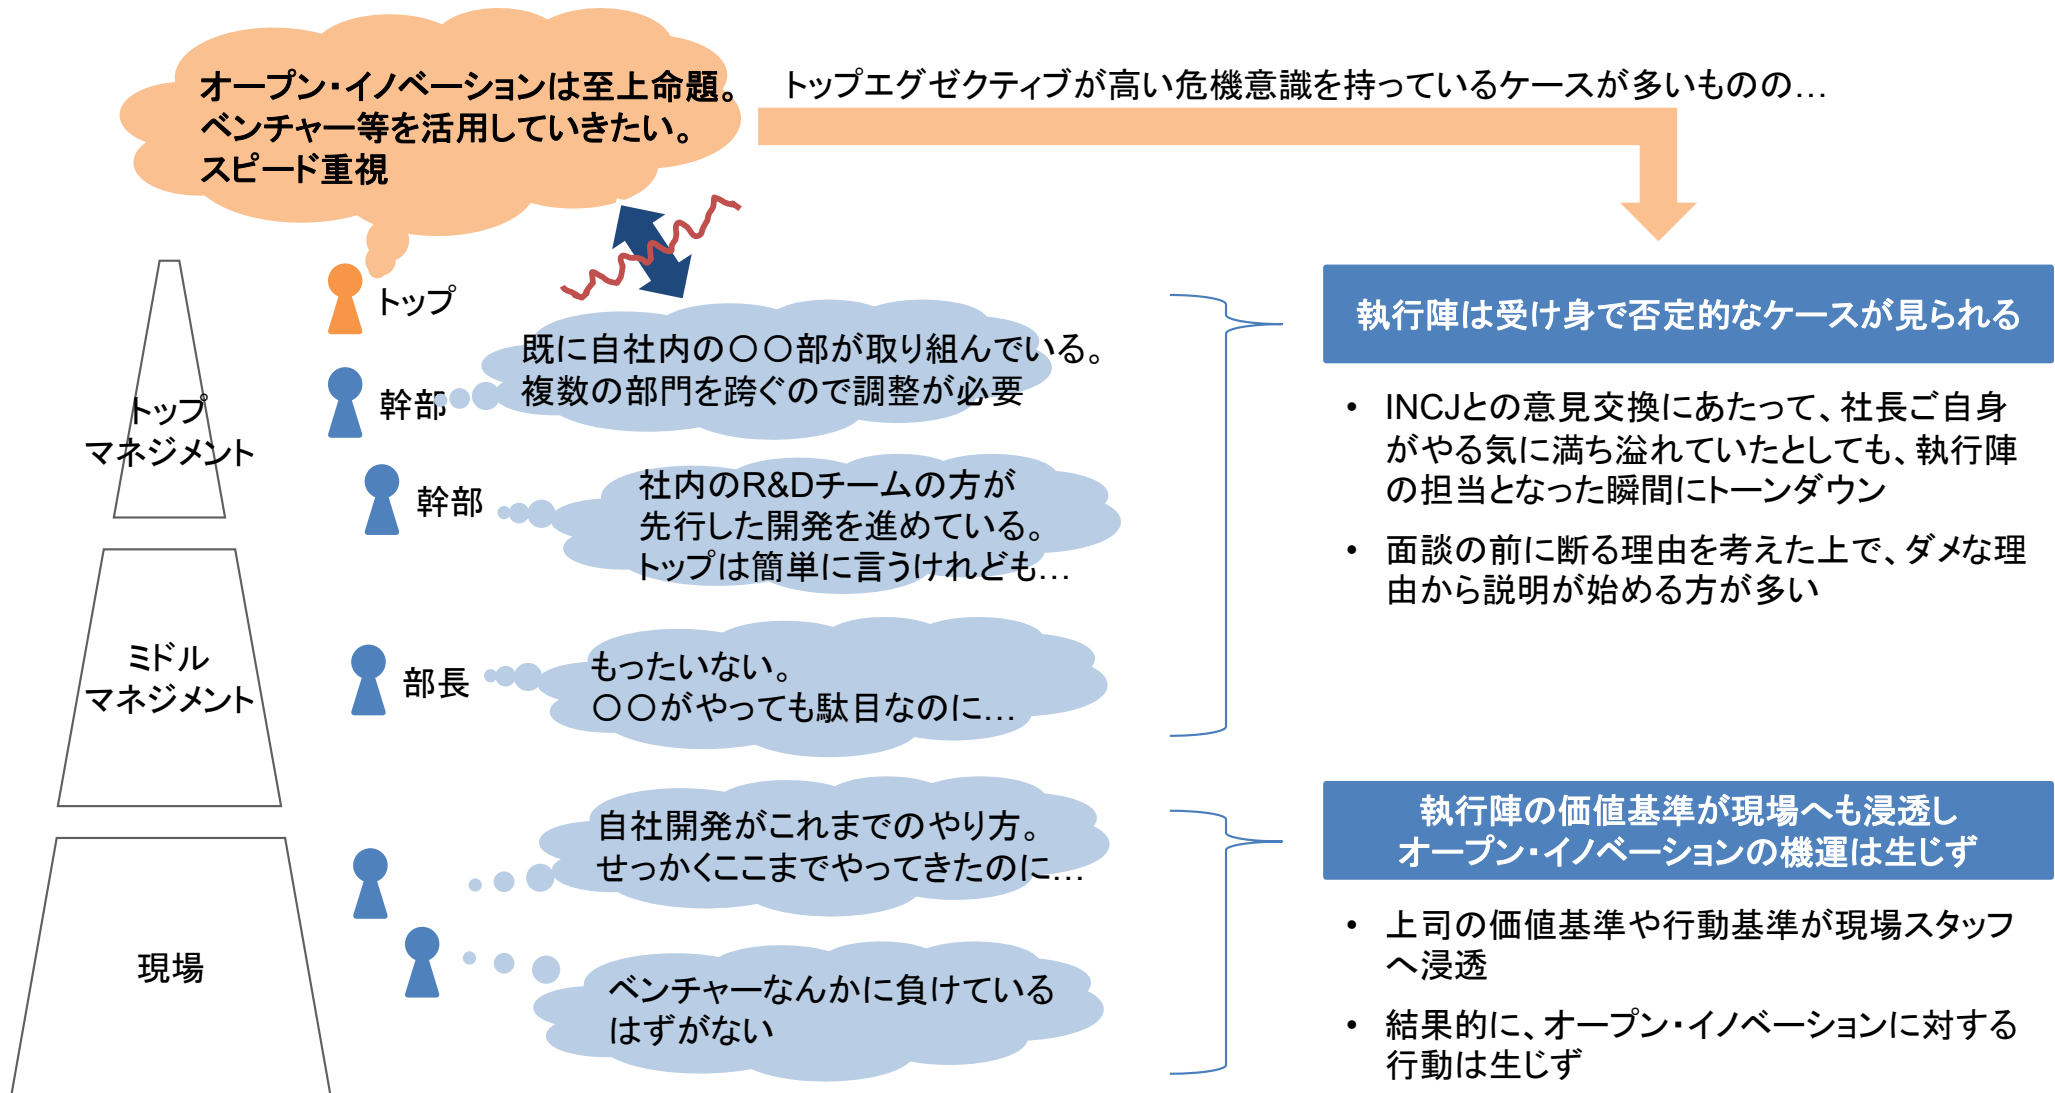 オープン・イノベーションは至上命題。
ベンチャー等を活用していきたい。
スピード重視
トップエグゼクティブが高い危機意識を持っているケースが多いものの…
トップ
幹部
既に自社内の〇〇部が取り組んでいる。
複数の部門を跨ぐので調整が必要
トップ
マネジメント
幹部
社内のR&Dチームの方が
先行した開発を進めている。
トップは簡単に言うけれども…
ミドル
マネジメント
部長
もったいない。
〇〇がやっても駄目なのに…
現場
自社開発がこれまでのやり方。
せっかくここまでやってきたのに…
ベンチャーなんかに負けている
はずがない
執行陣は受け身で否定的なケースが見られる
• INCJとの意見交換にあたって、社長ご自身
がやる気に満ち溢れていたとしても、執行陣
の担当となった瞬間にトーンダウン
• 面談の前に断る理由を考えた上で、ダメな理
由から説明が始める方が多い
執行陣の価値基準が現場へも浸透し
オープン・イノベーションの機運は生じず
• 上司の価値基準や行動基準が現場スタッフ
へ浸透
• 結果的に、オープン・イノベーションに対する
行動は生じず